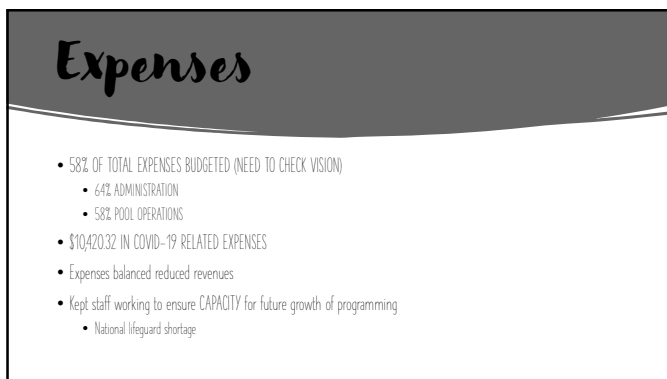 Expenses
• 58% OF TOTAL EXPENSES BUDGETED (NEED TO CHECK VISION)
• 64% ADMINISTRATION
• 58% POOL OPERATIONS
• $10,420.32 IN COVID-19 RELATED EXPENSES
• Expenses balanced reduced revenues
• Kept staff working to ensure CAPACITY for future growth of programming
• National lifeguard shortage